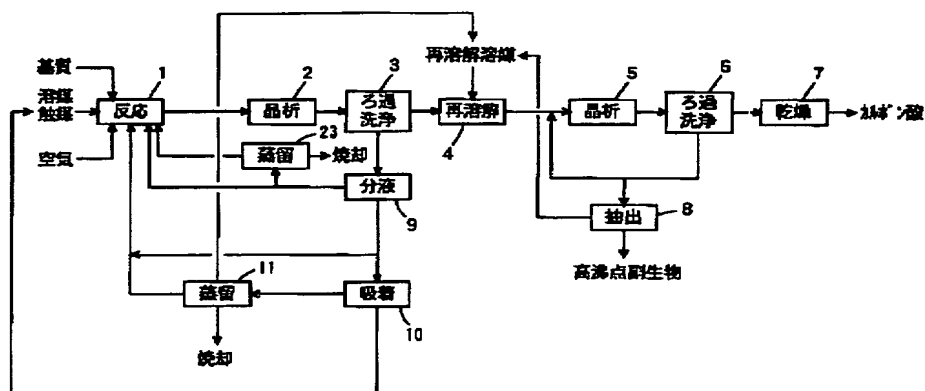 再溶解溶媒
基質
1
2
3
5
6
7
溶媒
触媒
反応
晶析
ろ過
洗浄
再溶解
晶析
ろ過
洗浄
乾燥
カルボン酸
4
23
空気
蒸留
焼却
分液
9
抽出
8
高沸点副生物
11
蒸留
吸着
10
焼却